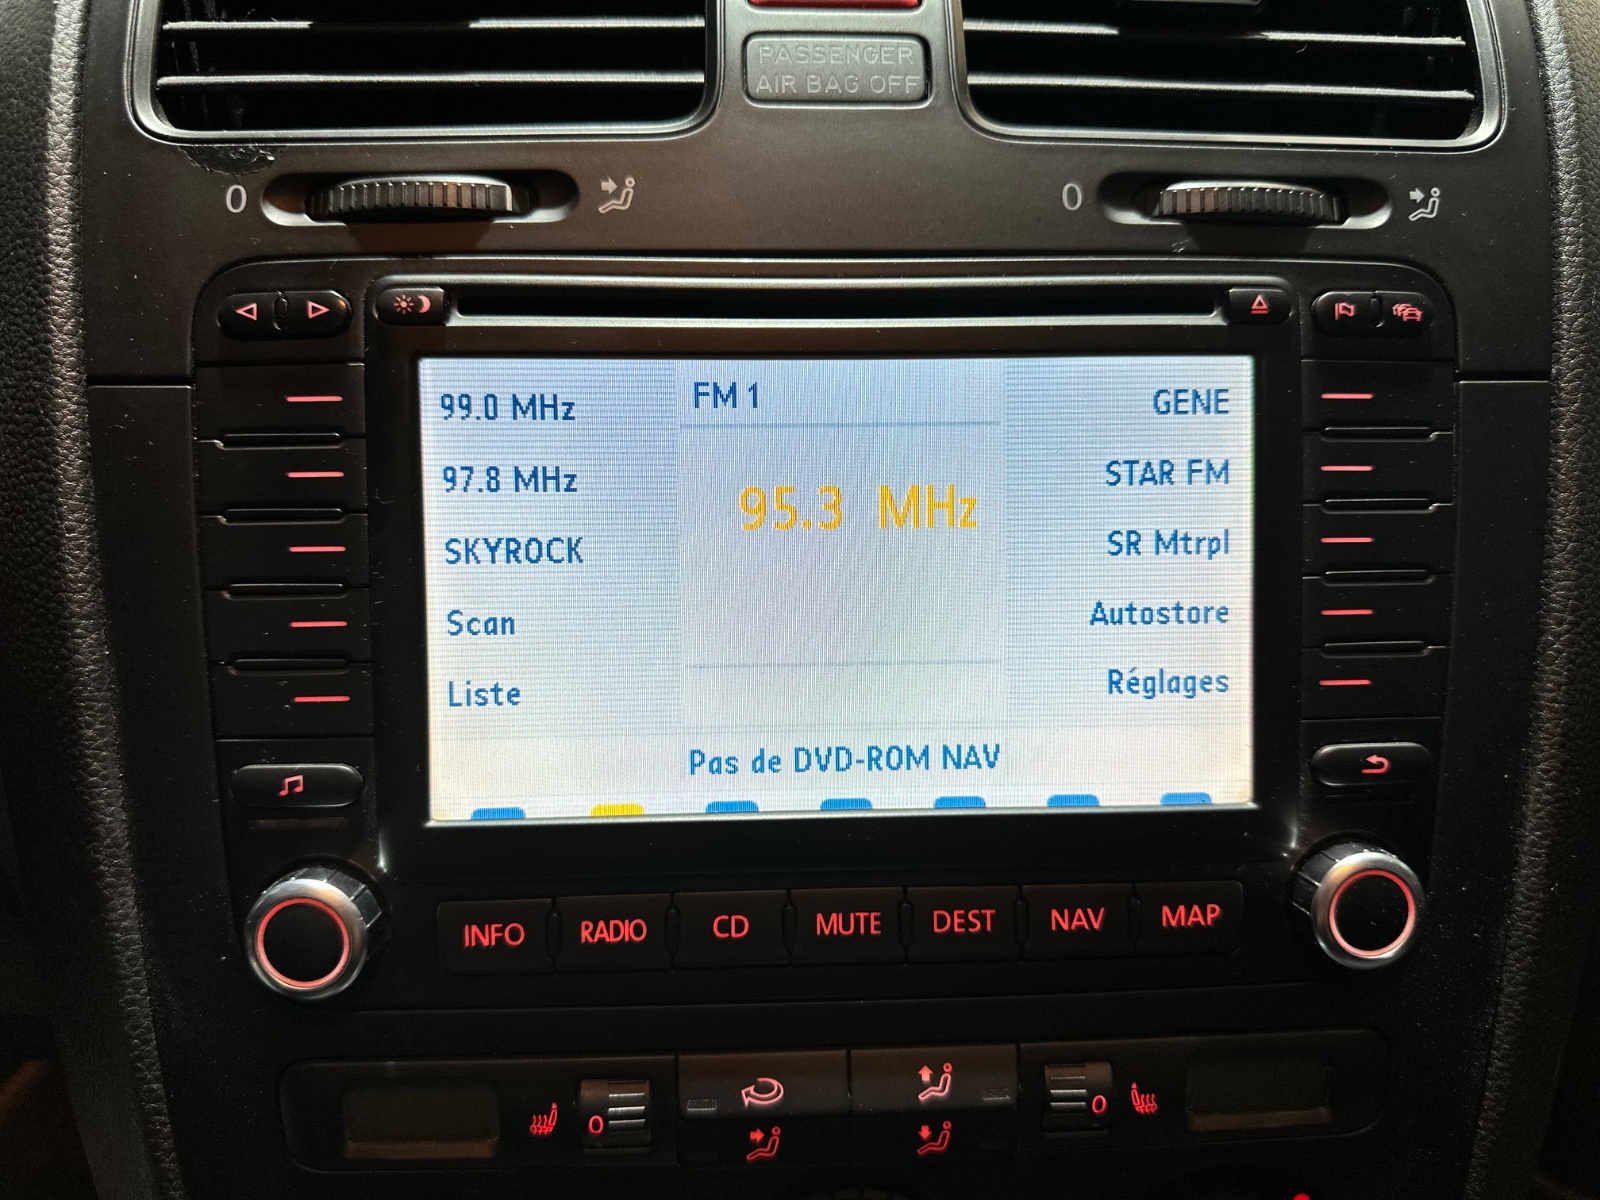 PASSENGER
AIR BAG OFF
0
0
99.0 MHz
FM 1
GENE
97.8 MHz
95.3 MHz
STAR FM
SKYROCK
SR Mtrpl
Scan
Autostore
Liste
Réglages
Pas de DVD-ROM NAV
INFO
RADIO
CD
MUTE
DEST
NAV
MAP
0
0